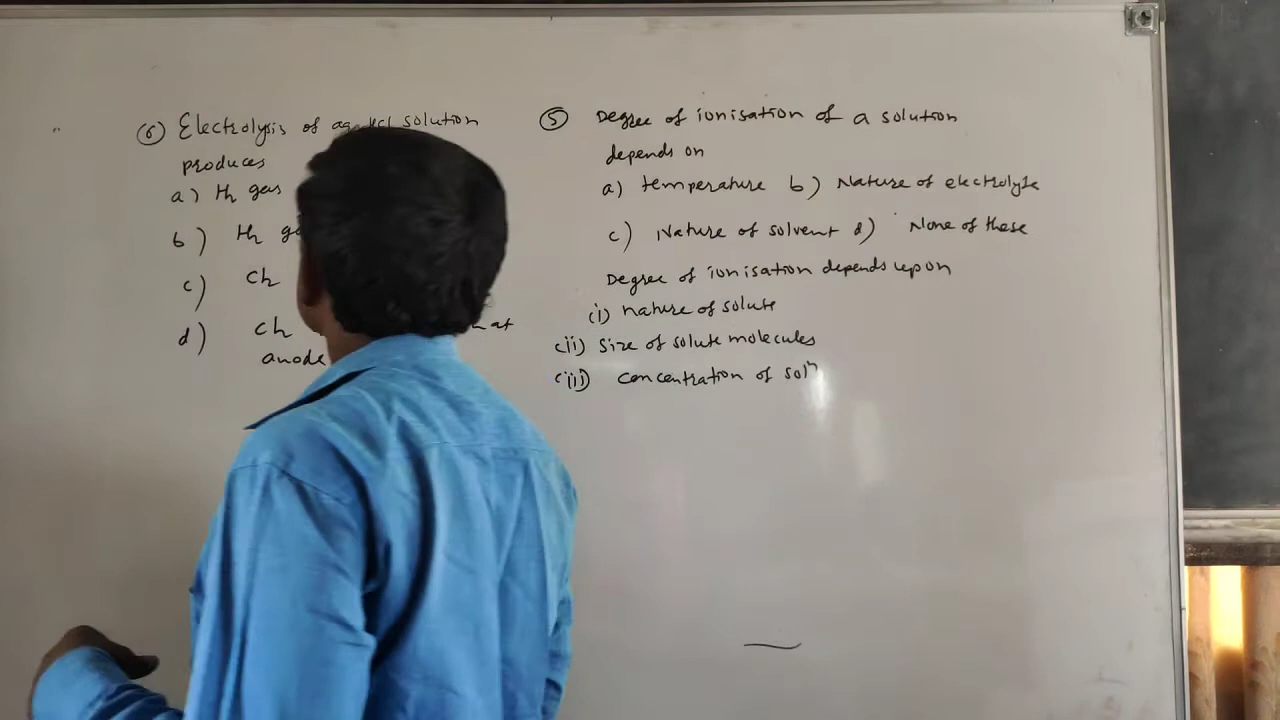 ⑥ Electrolysis of aq. HCl solution
produces
a) H₂ gas
b) H₂
c) Cl₂
d) Cl₂ at
anode
⑤ Degree of ionisation of a solution
depends on
a) temperature b) Nature of electrolyte
c) Nature of solvent d) None of these
Degree of ionisation depends upon
(i) nature of solute
(ii) size of solute molecules
(iii) concentration of solⁿ